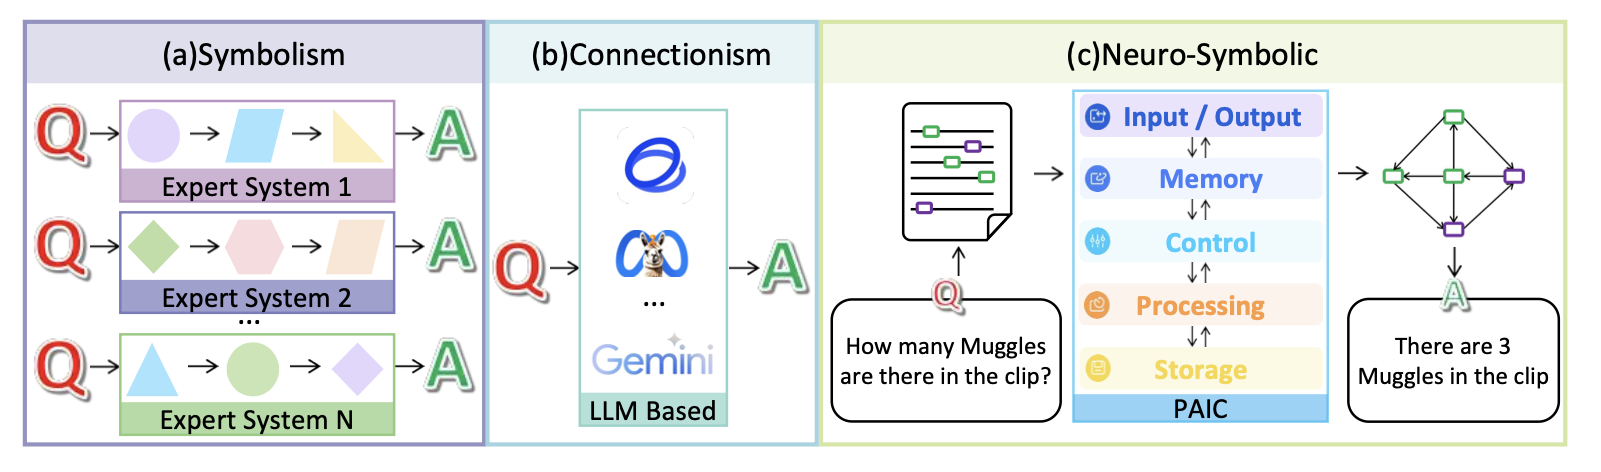 (a)Symbolism
Q
A
Expert System 1
Q
A
Expert System 2
...
Q
A
Expert System N
(b)Connectionism
Q
...
Gemini
LLM Based
A
(c)Neuro-Symbolic
Q
How many Muggles
are there in the clip?
Input / Output
Memory
Control
Processing
Storage
PAIC
A
There are 3
Muggles in the clip